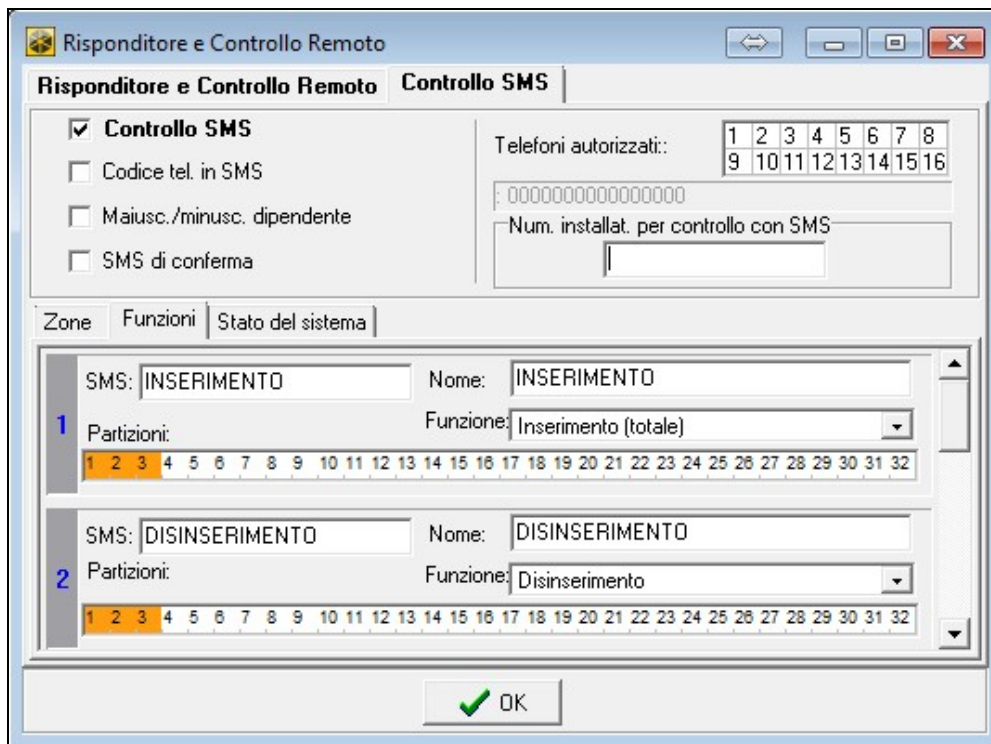 Risponditore e Controllo Remoto
Risponditore e Controllo Remoto Controllo SMS
Controllo SMS
Codice tel. in SMS
Maiusc./minusc. dipendente
SMS di conferma
Telefoni autorizzati::
1 2 3 4 5 6 7 8
9 10 11 12 13 14 15 16
: 0000000000000000
Num. installat. per controllo con SMS
Zone Funzioni Stato del sistema
1
SMS: INSERIMENTO Nome: INSERIMENTO
Partizioni: Funzione: Inserimento (totale)
1 2 3 4 5 6 7 8 9 10 11 12 13 14 15 16 17 18 19 20 21 22 23 24 25 26 27 28 29 30 31 32
2
SMS: DISINSERIMENTO Nome: DISINSERIMENTO
Partizioni: Funzione: Disinserimento
1 2 3 4 5 6 7 8 9 10 11 12 13 14 15 16 17 18 19 20 21 22 23 24 25 26 27 28 29 30 31 32
OK